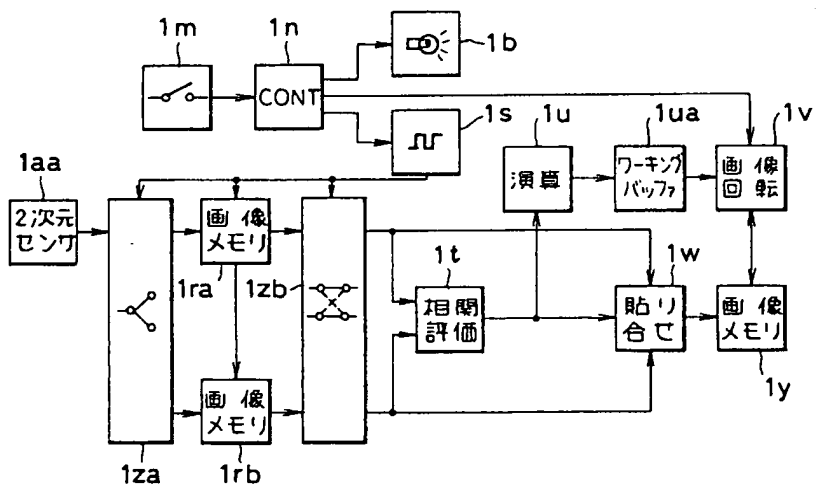 1m
1n
1b
CONT
1s
1u
1ua
1v
1aa
演算
ワーキング
バッファ
画像
回転
2次元
センサ
画像
メモリ
1ra
1zb
1t
1w
相関
評価
貼り
合せ
画像
メモリ
1y
画像
メモリ
1za
1rb